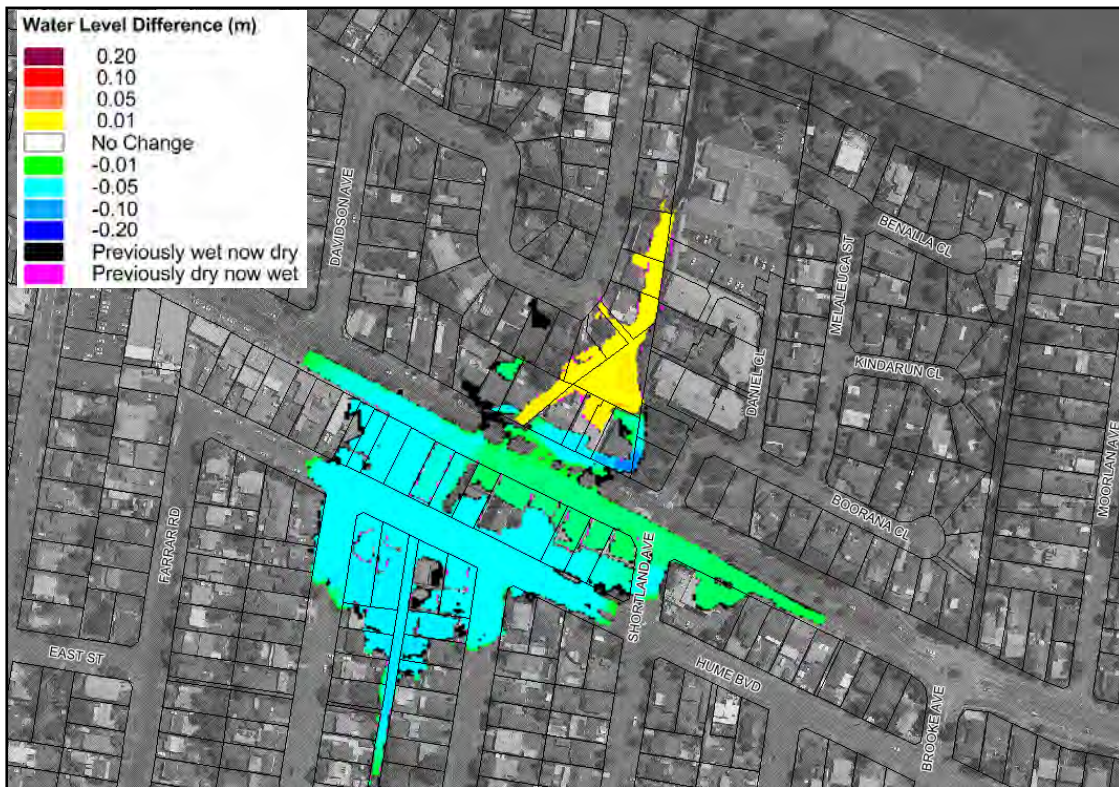 Water Level Difference (m)
0.20
0.10
0.05
0.01
No Change
-0.01
-0.05
-0.10
-0.20
Previously wet now dry
Previously dry now wet
DAVIDSON AVE
BENALLA CL
MELALEUCA ST
KINDARUN CL
DANIEL CL
MOORLAN AVE
BOORANA CL
FARRAR RD
SHORTLAND AVE
EAST ST
HUME BVD
BROOKE AVE